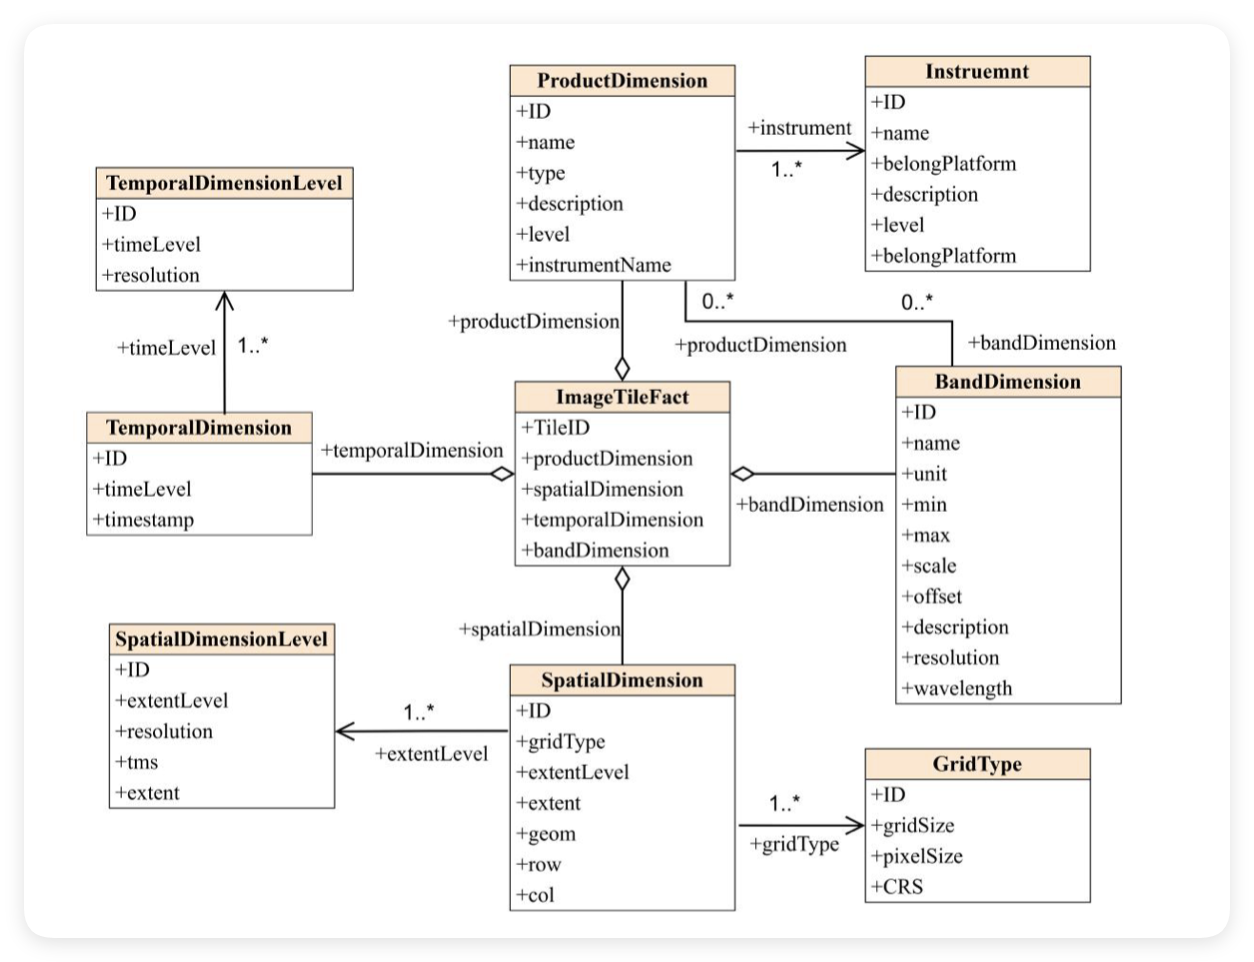 ProductDimension
+ID
+name
+type
+description
+level
+instrumentName
+instrument
1..*
Instruemnt
+ID
+name
+belongPlatform
+description
+level
+belongPlatform
TemporalDimensionLevel
+ID
+timeLevel
+resolution
+timeLevel
1..*
+productDimension
0..*
0..*
+productDimension
+bandDimension
TemporalDimension
+ID
+timeLevel
+timestamp
+temporalDimension
ImageTileFact
+TileID
+productDimension
+spatialDimension
+temporalDimension
+bandDimension
+bandDimension
BandDimension
+ID
+name
+unit
+min
+max
+scale
+offset
+description
+resolution
+wavelength
+spatialDimension
SpatialDimensionLevel
+ID
+extentLevel
+resolution
+tms
+extent
1..*
+extentLevel
SpatialDimension
+ID
+gridType
+extentLevel
+extent
+geom
+row
+col
1..*
+gridType
GridType
+ID
+gridSize
+pixelSize
+CRS